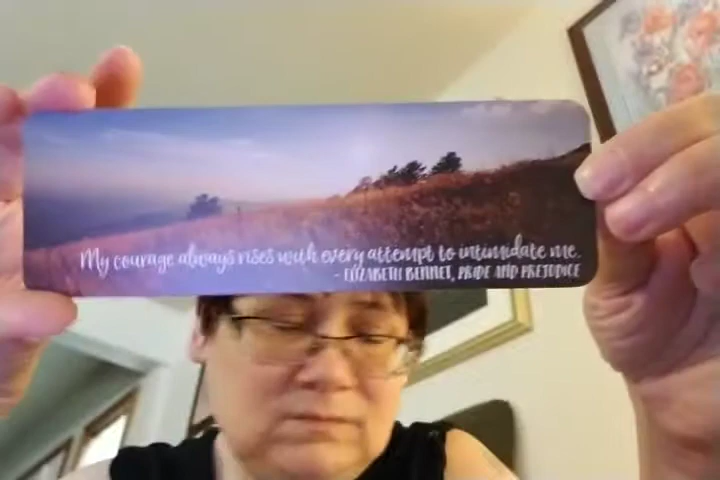 My courage always rises with every attempt to intimidate me.
- ELIZABETH BENNET, PRIDE AND PREJUDICE